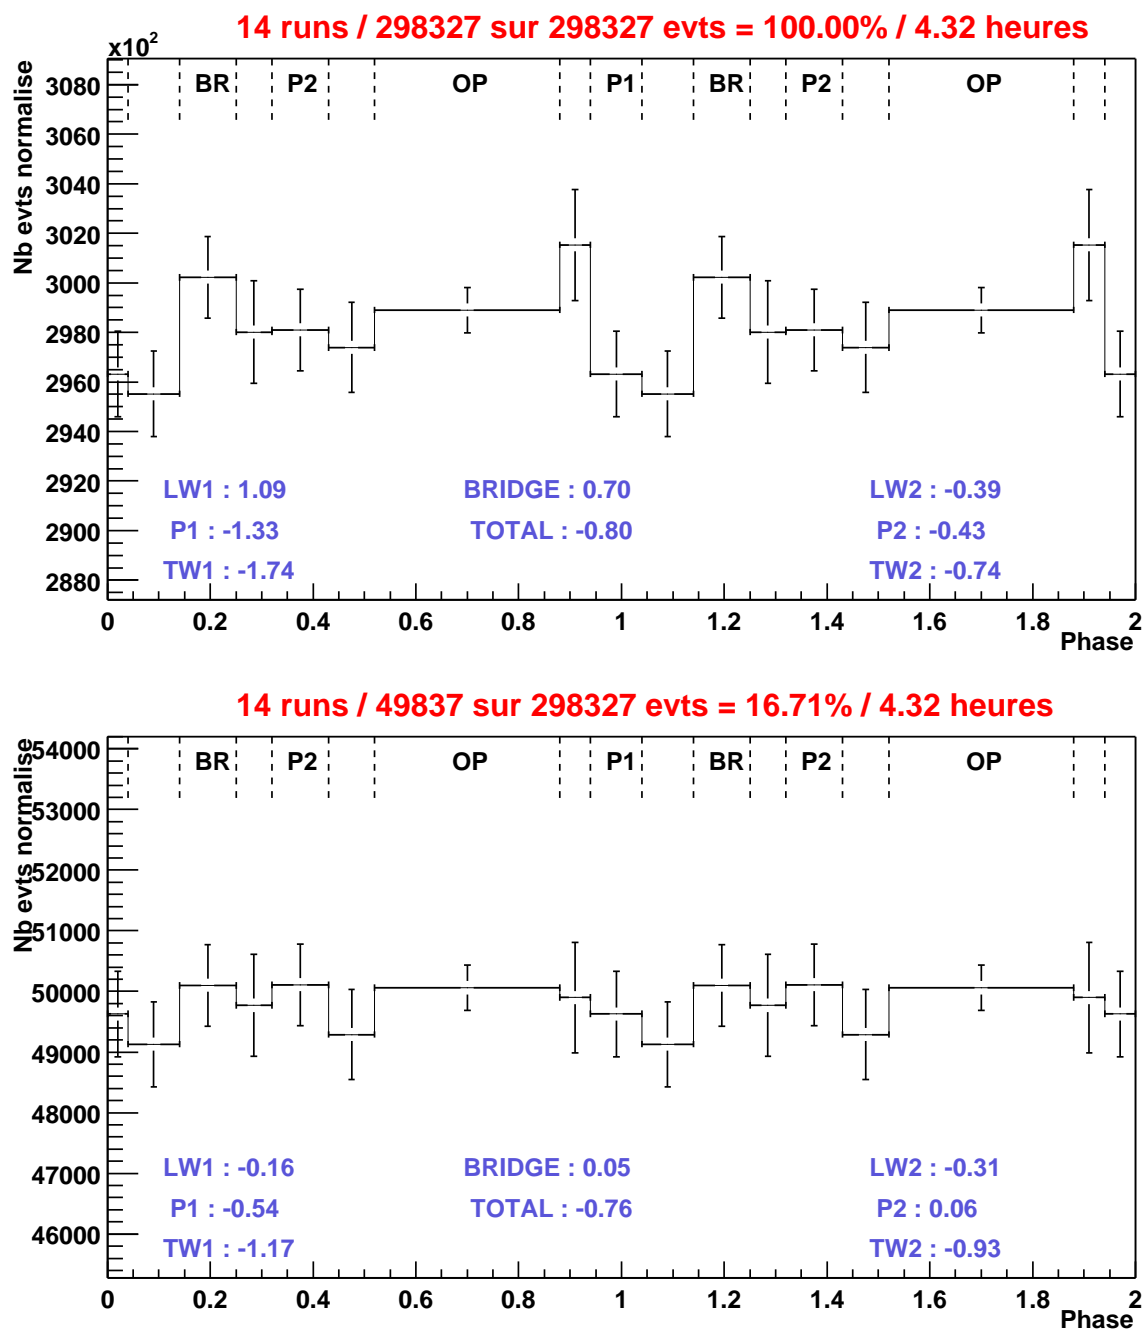 14 runs / 298327 sur 298327 evts = 100.00% / 4.32 heures
x10²
Nb evts normalise
BR P2 OP P1 BR P2 OP
3080
3060
3040
3020
3000
2980
2960
2940
2920
2900
2880
LW1 : 1.09 BRIDGE : 0.70 LW2 : -0.39
P1 : -1.33 TOTAL : -0.80 P2 : -0.43
TW1 : -1.74 TW2 : -0.74
0 0.2 0.4 0.6 0.8 1 1.2 1.4 1.6 1.8 2
Phase
14 runs / 49837 sur 298327 evts = 16.71% / 4.32 heures
Nb evts normalise
BR P2 OP P1 BR P2 OP
54000
53000
52000
51000
50000
49000
48000
47000
46000
LW1 : -0.16 BRIDGE : 0.05 LW2 : -0.31
P1 : -0.54 TOTAL : -0.76 P2 : 0.06
TW1 : -1.17 TW2 : -0.93
0 0.2 0.4 0.6 0.8 1 1.2 1.4 1.6 1.8 2
Phase